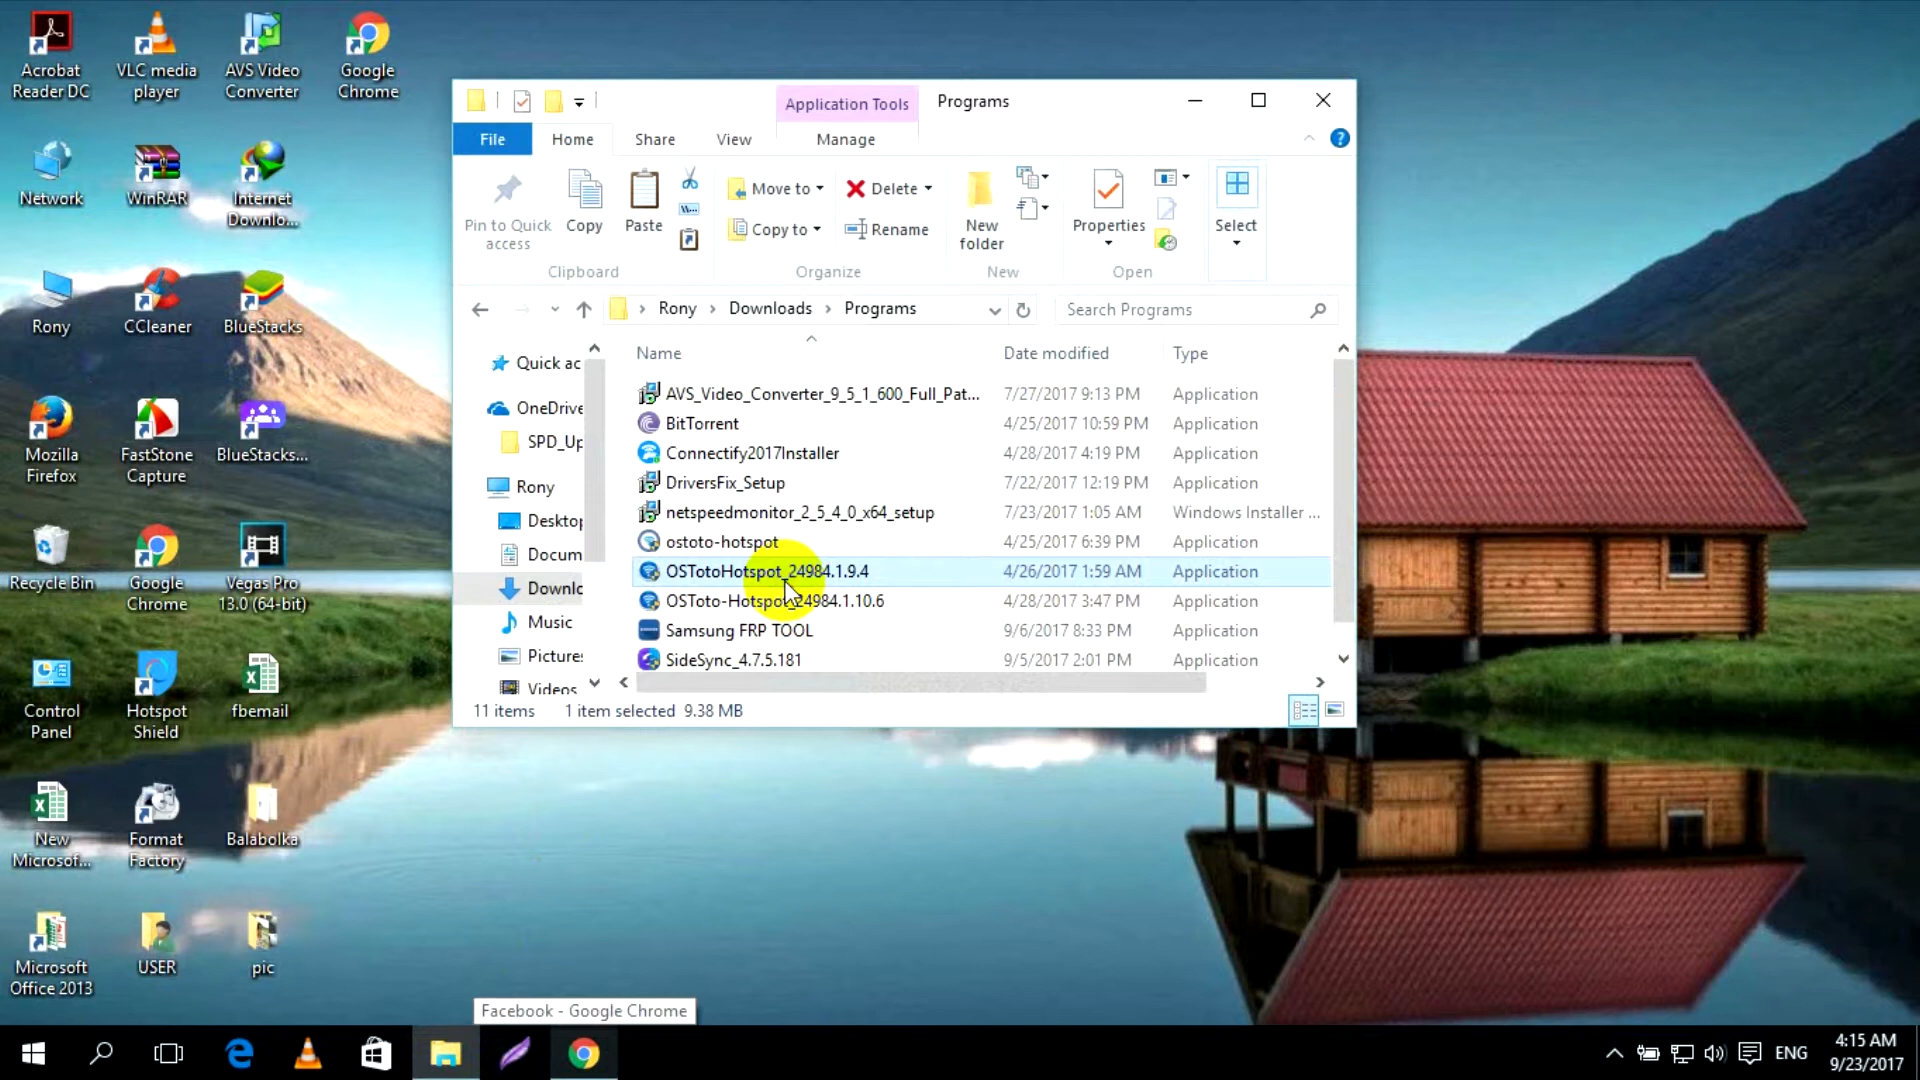 Acrobat
Reader DC
VLC media
player
AVS Video
Converter
Google
Chrome
Network
WinRAR
Internet
Downlo...
Rony
CCleaner
BlueStacks
Mozilla
Firefox
FastStone
Capture
BlueStacks...
Recycle Bin
Google
Chrome
Vegas Pro
13.0 (64-bit)
Control
Panel
Hotspot
Shield
fbemail
New
Microsof...
Format
Factory
Balabolka
Microsoft
Office 2013
USER
pic
Application Tools
Programs
File
Home
Share
View
Manage
Pin to Quick
access
Copy
Paste
Move to
Copy to
Delete
Rename
New
folder
Properties
Select
Clipboard
Organize
New
Open
Rony
Downloads
Programs
Search Programs
Quick ac
OneDrive
SPD_Up
Rony
Desktop
Docum
Downlo
Music
Pictures
Videos
Name Date modified Type
AVS_Video_Converter_9_5_1_600_Full_Pat... 7/27/2017 9:13 PM Application
BitTorrent 4/25/2017 10:59 PM Application
Connectify2017Installer 4/28/2017 4:19 PM Application
DriversFix_Setup 7/22/2017 12:19 PM Application
netspeedmonitor_2_5_4_0_x64_setup 7/23/2017 1:05 AM Windows Installer ...
ostoto-hotspot 4/25/2017 6:39 PM Application
OSTotoHotspot_24984.1.9.4 4/26/2017 1:59 AM Application
OSToto-Hotspot_24984.1.10.6 4/28/2017 3:47 PM Application
Samsung FRP TOOL 9/6/2017 8:33 PM Application
SideSync_4.7.5.181 9/5/2017 2:01 PM Application
11 items 1 item selected 9.38 MB
Facebook - Google Chrome
ENG
4:15 AM
9/23/2017